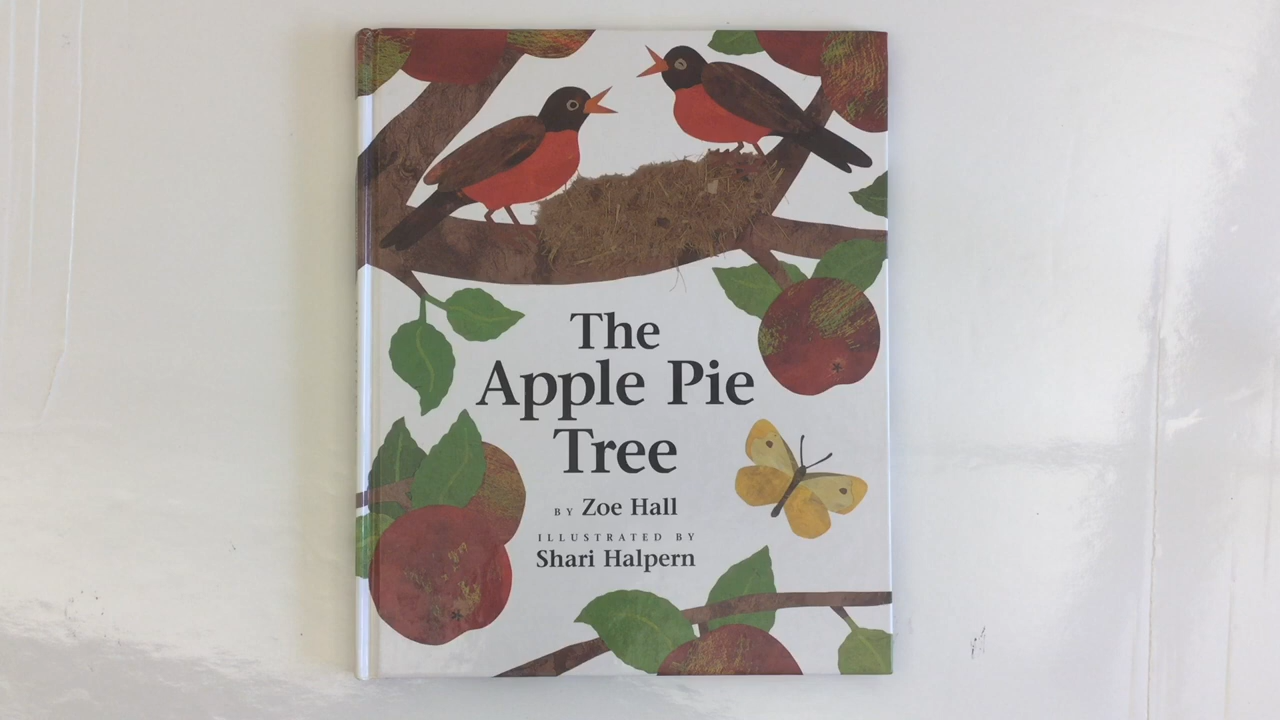 The
Apple Pie
Tree
BY Zoe Hall
ILLUSTRATED BY
Shari Halpern